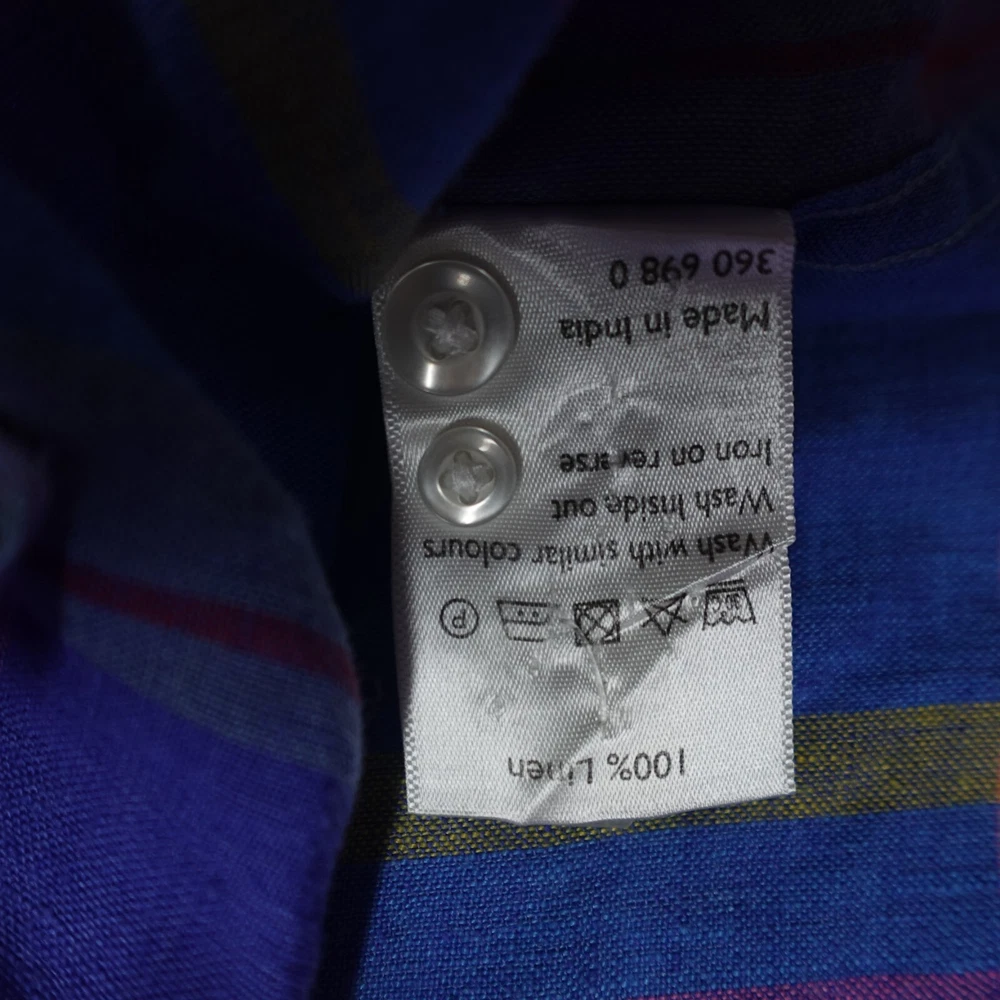 100% Linen
P
Wash with similar colours
Wash Inside out
Iron on reverse
Made in India
360 698 0